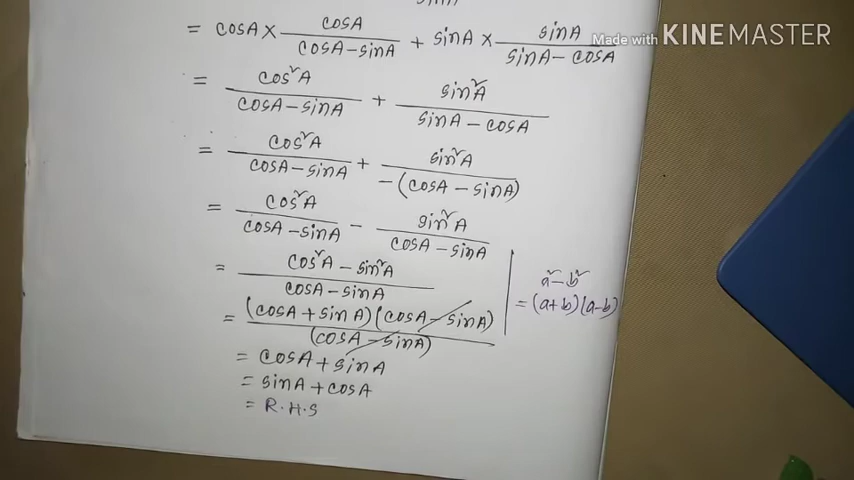 = cosA × cosA / (cosA − sinA) + sinA × sinA / (sinA − cosA)
Made with KINEMASTER
= cos²A / (cosA − sinA) + sin²A / (sinA − cosA)
= cos²A / (cosA − sinA) + sin²A / −(cosA − sinA)
= cos²A / (cosA − sinA) − sin²A / (cosA − sinA)
= (cos²A − sin²A) / (cosA − sinA)
a² − b²
= (a+b)(a−b)
= (cosA + sinA)(cosA − sinA) / (cosA − sinA)
= cosA + sinA
= sinA + cosA
= R.H.S